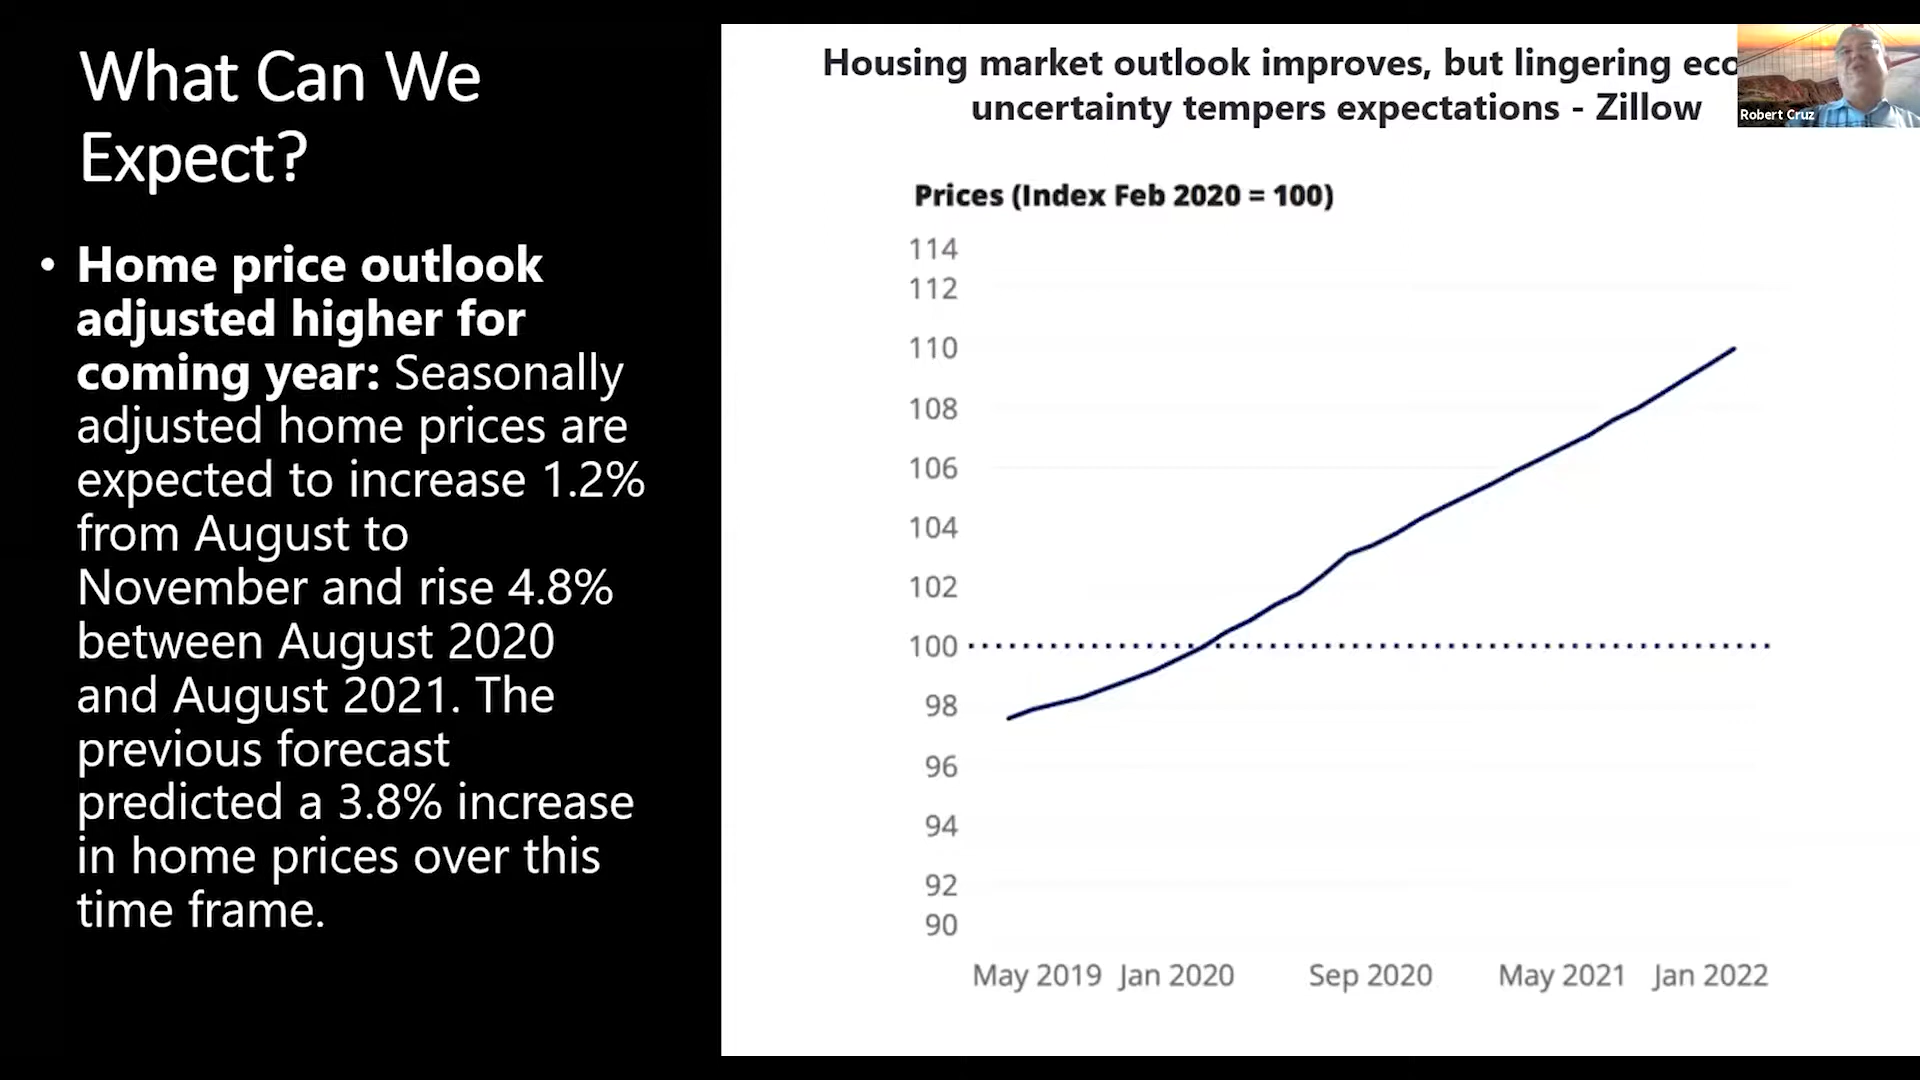 What Can We
Expect?
• Home price outlook
adjusted higher for
coming year: Seasonally
adjusted home prices are
expected to increase 1.2%
from August to
November and rise 4.8%
between August 2020
and August 2021. The
previous forecast
predicted a 3.8% increase
in home prices over this
time frame.
Housing market outlook improves, but lingering eco
uncertainty tempers expectations - Zillow
Robert Cruz
Prices (Index Feb 2020 = 100)
114
112
110
108
106
104
102
100
98
96
94
92
90
May 2019 Jan 2020 Sep 2020 May 2021 Jan 2022